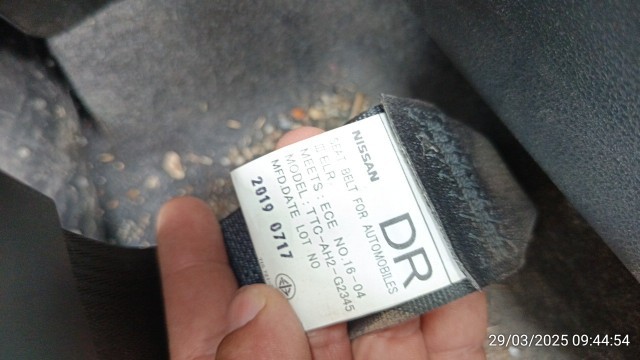 NISSAN
SEAT BELT FOR AUTOMOBILES
ELR
MEETS : ECE NO.16-04
MODEL : TTC-AH2-G2345
MFD.DATE LOT NO
2019 0717
DR
29/03/2025 09:44:54